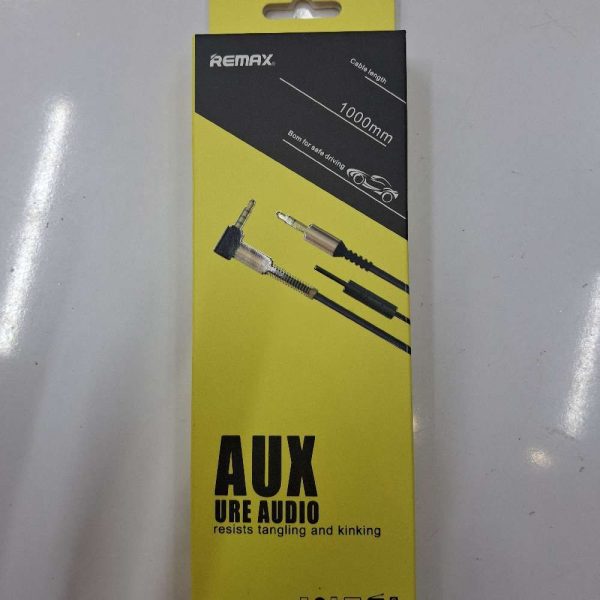 REMAX
Cable length
1000mm
Born for safe driving
AUX
URE AUDIO
resists tangling and kinking